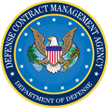 DEFENSE CONTRACT MANAGEMENT AGENCY
DEPARTMENT OF DEFENSE